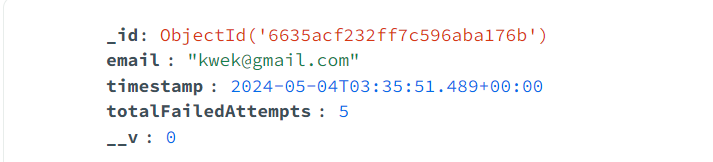 _id: ObjectId('6635acf232ff7c596aba176b')
email : "kwek@gmail.com"
timestamp : 2024-05-04T03:35:51.489+00:00
totalFailedAttempts : 5
__v : 0